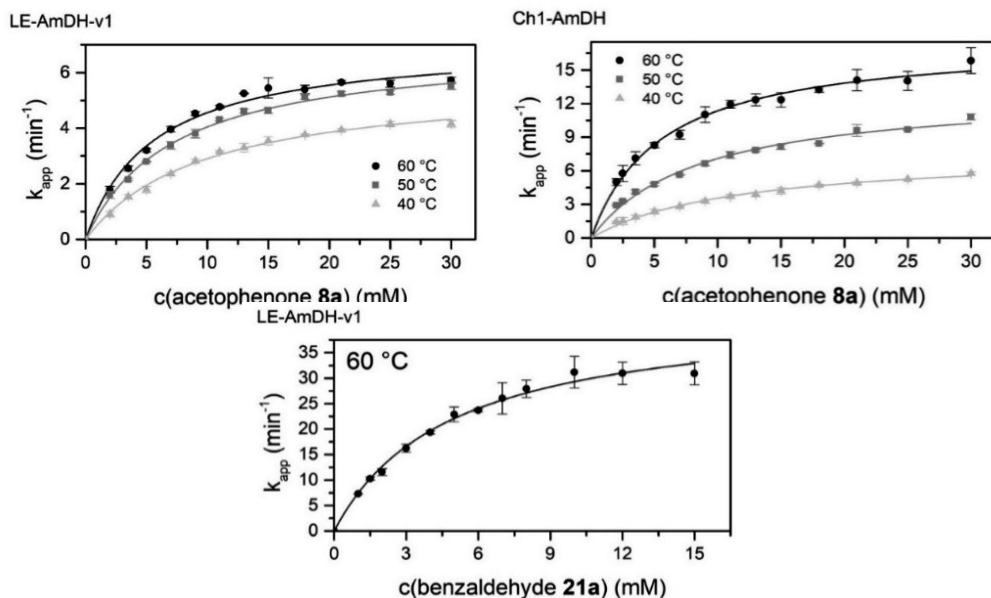 LE-AmDH-v1
6
4
2
0
k_app (min⁻¹)
60 °C
50 °C
40 °C
0 5 10 15 20 25 30
c(acetophenone 8a) (mM)
Ch1-AmDH
15
12
9
6
3
0
k_app (min⁻¹)
60 °C
50 °C
40 °C
0 5 10 15 20 25 30
c(acetophenone 8a) (mM)
LE-AmDH-v1
60 °C
35
30
25
20
15
10
5
0
k_app (min⁻¹)
0 3 6 9 12 15
c(benzaldehyde 21a) (mM)